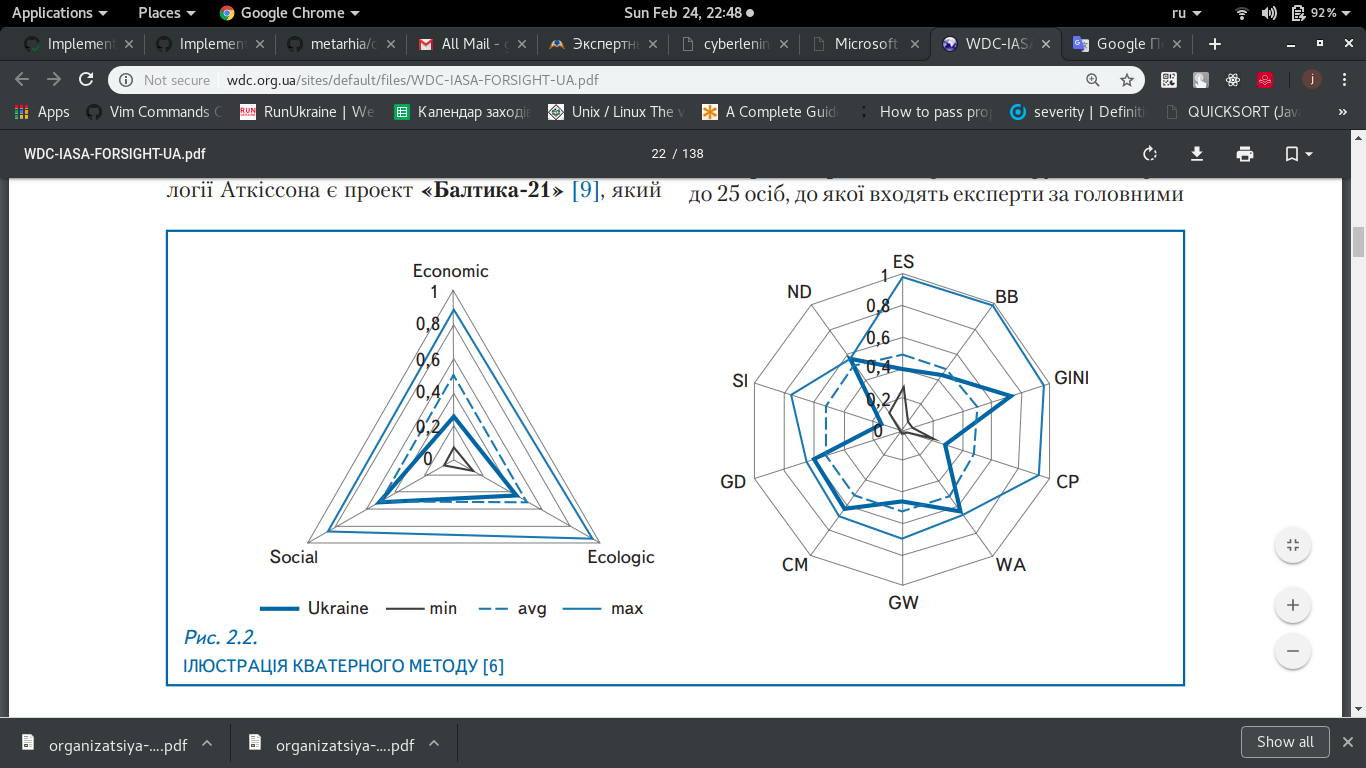 Applications Places Google Chrome Sun Feb 24, 22:48 ru 92%
Implement Implement metarhia/c All Mail - g Экспертн cyberlenin Microsoft WDC-IAS Google П
Not secure wdc.org.ua/sites/default/files/WDC-IASA-FORSIGHT-UA.pdf j
Apps Vim Commands C RUN RunUkraine | We Календар заході Unix / Linux The v A Complete Guid How to pass pro severity | Definiti QUICKSORT (Java »
WDC-IASA-FORSIGHT-UA.pdf 22 / 138
логії Аткіссона є проект «Балтика-21» [9], який
до 25 осіб, до якої входять експерти за головними
Economic
1
0,8
0,6
0,4
0,2
0
Social
Ecologic
Ukraine min avg max
ES
1
0,8
0,6
0,4
0,2
0
BB
GINI
CP
WA
GW
CM
GD
SI
ND
Рис. 2.2.
ІЛЮСТРАЦІЯ КВАТЕРНОГО МЕТОДУ [6]
organizatsiya-....pdf organizatsiya-....pdf Show all